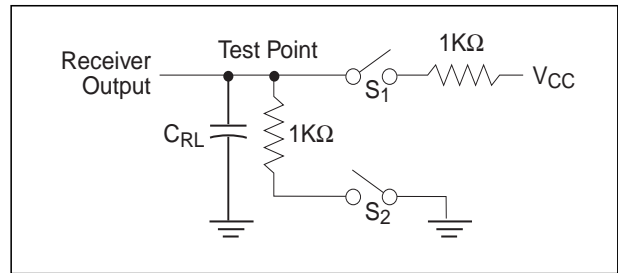 Receiver Output
Test Point
1KΩ
S1
VCC
CRL
1KΩ
S2